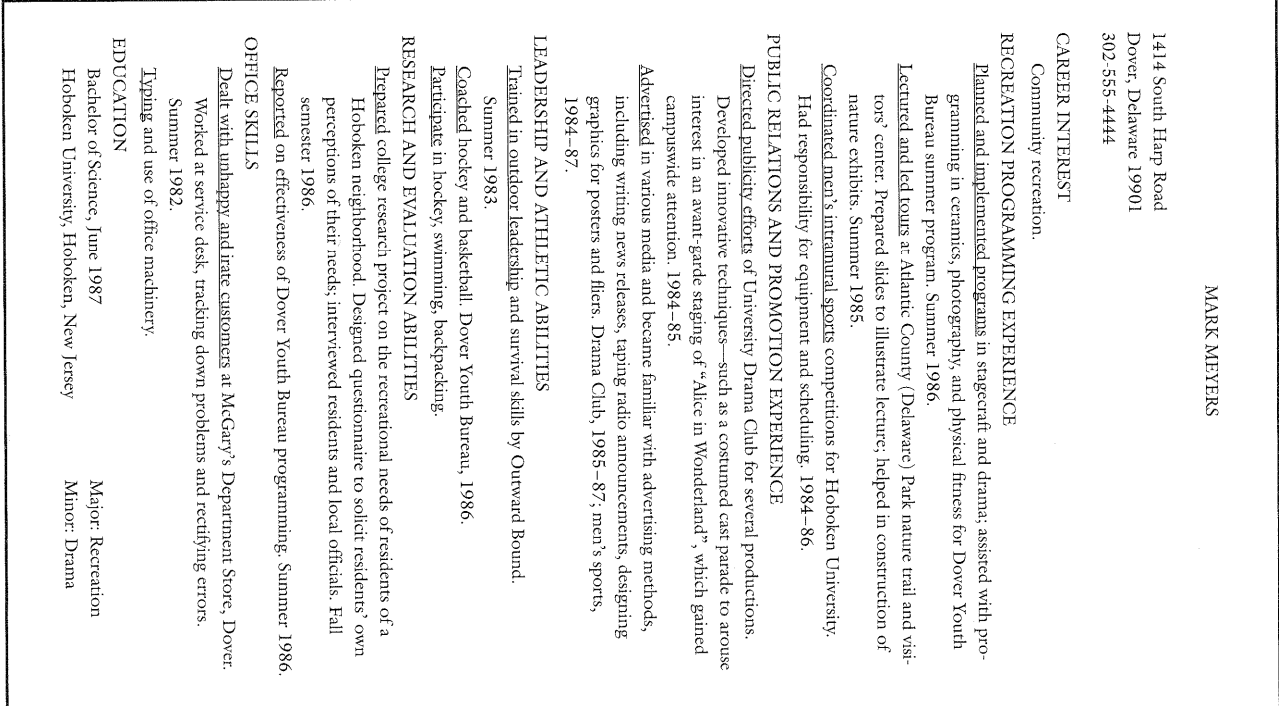 MARK MEYERS
1414 South Harp Road
Dover, Delaware 19901
302-555-4444
CAREER INTEREST
Community recreation.
RECREATION PROGRAMMING EXPERIENCE
Planned and implemented programs in stagecraft and drama; assisted with pro-
gramming in ceramics, photography, and physical fitness for Dover Youth
Bureau summer program. Summer 1986.
Lectured and led tours at Atlantic County (Delaware) Park nature trail and visi-
tors' center. Prepared slides to illustrate lecture; helped in construction of
nature exhibits. Summer 1985.
Coordinated men's intramural sports competitions for Hoboken University.
Had responsibility for equipment and scheduling. 1984–86.
PUBLIC RELATIONS AND PROMOTION EXPERIENCE
Directed publicity efforts of University Drama Club for several productions.
Developed innovative techniques—such as a costumed cast parade to arouse
interest in an avant-garde staging of "Alice in Wonderland", which gained
campuswide attention. 1984–85.
Advertised in various media and became familiar with advertising methods,
including writing news releases, taping radio announcements, designing
graphics for posters and fliers. Drama Club, 1985–87; men's sports,
1984–87.
LEADERSHIP AND ATHLETIC ABILITIES
Trained in outdoor leadership and survival skills by Outward Bound.
Summer 1983.
Coached hockey and basketball. Dover Youth Bureau, 1986.
Participate in hockey, swimming, backpacking.
RESEARCH AND EVALUATION ABILITIES
Prepared college research project on the recreational needs of residents of a
Hoboken neighborhood. Designed questionnaire to solicit residents' own
perceptions of their needs; interviewed residents and local officials. Fall
semester 1986.
Reported on effectiveness of Dover Youth Bureau programming. Summer 1986.
OFFICE SKILLS
Dealt with unhappy and irate customers at McGary's Department Store, Dover.
Worked at service desk, tracking down problems and rectifying errors.
Summer 1982.
Typing and use of office machinery.
EDUCATION
Bachelor of Science, June 1987 Major: Recreation
Hoboken University, Hoboken, New Jersey Minor: Drama